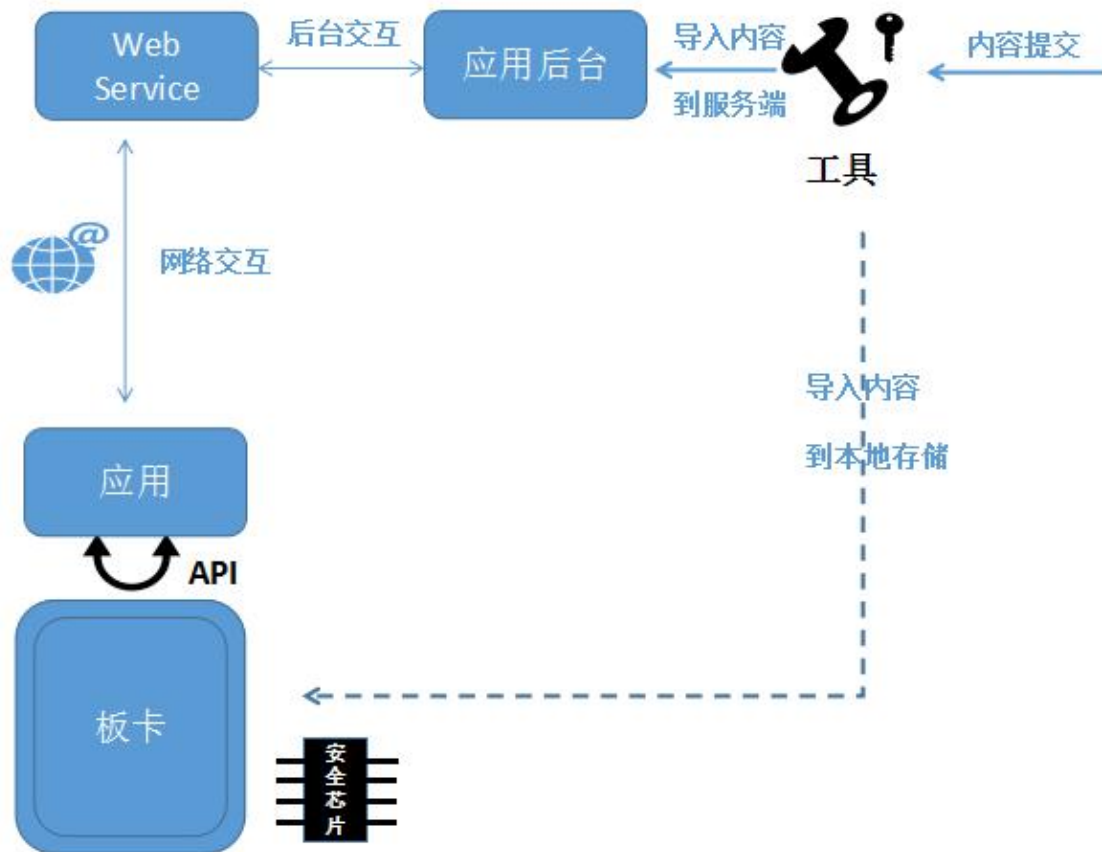 Web
Service
后台交互
应用后台
导入内容
到服务端
内容提交
工具
@
网络交互
导入内容
到本地存储
应用
API
板卡
安
全
芯
片